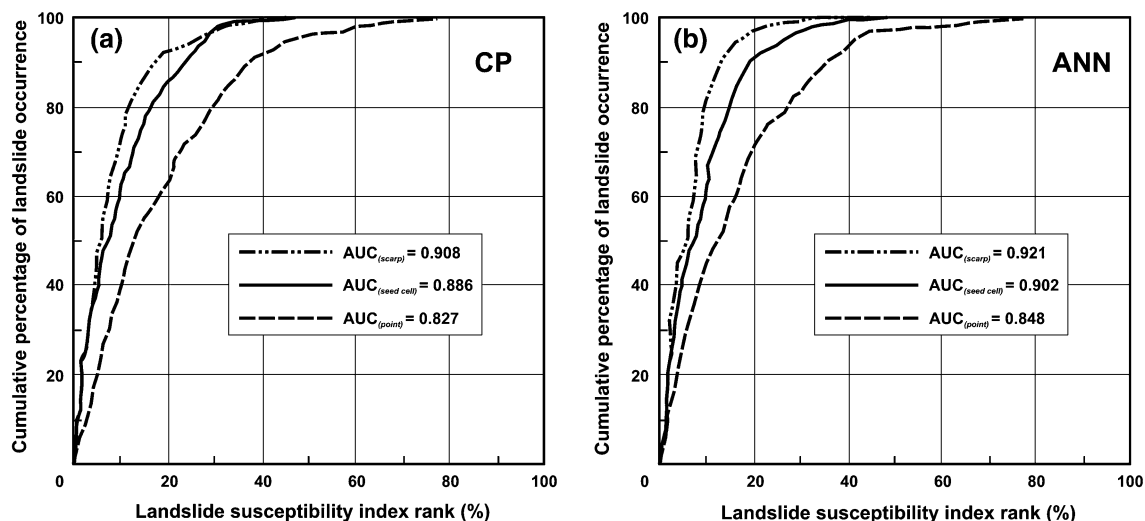 (a)
CP
Cumulative percentage of landslide occurrence
100
80
60
40
20
AUC(scarp) = 0.908
AUC(seed cell) = 0.886
AUC(point) = 0.827
0 20 40 60 80 100
Landslide susceptibility index rank (%)
(b)
ANN
Cumulative percentage of landslide occurrence
100
80
60
40
20
AUC(scarp) = 0.921
AUC(seed cell) = 0.902
AUC(point) = 0.848
0 20 40 60 80 100
Landslide susceptibility index rank (%)